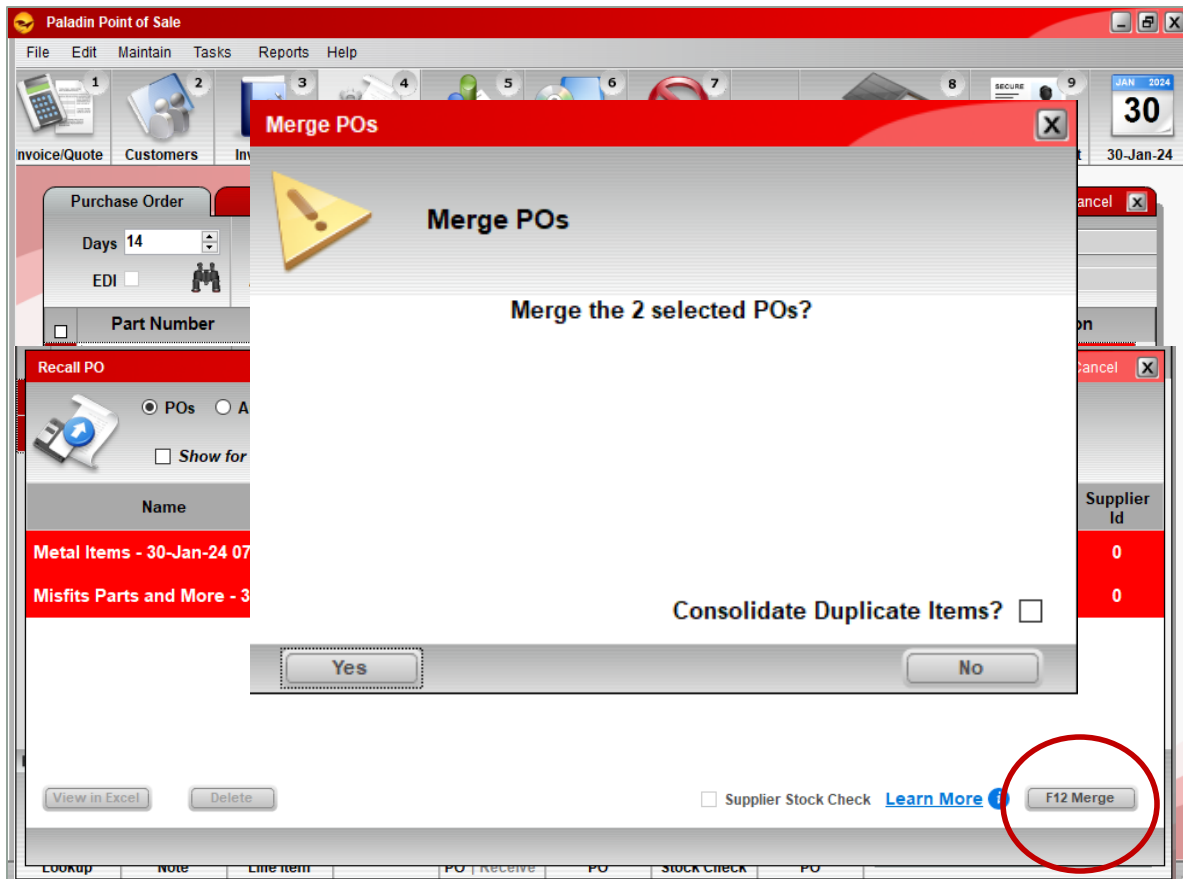 Paladin Point of Sale
File Edit Maintain Tasks Reports Help
1 2 3 4 5 6 7 8 9
SECURE
JAN 2024
30
Invoice/Quote Customers 30-Jan-24
Merge POs
Merge POs
Merge the 2 selected POs?
Consolidate Duplicate Items?
Yes No
Purchase Order
Days 14
EDI
Part Number
Recall PO
POs
Show for
Name
Supplier
Id
Metal Items - 30-Jan-24 07 0
Misfits Parts and More - 3 0
View in Excel Delete Supplier Stock Check Learn More F12 Merge
Lookup Note Line Item PO | Receive PO Stock Check PO